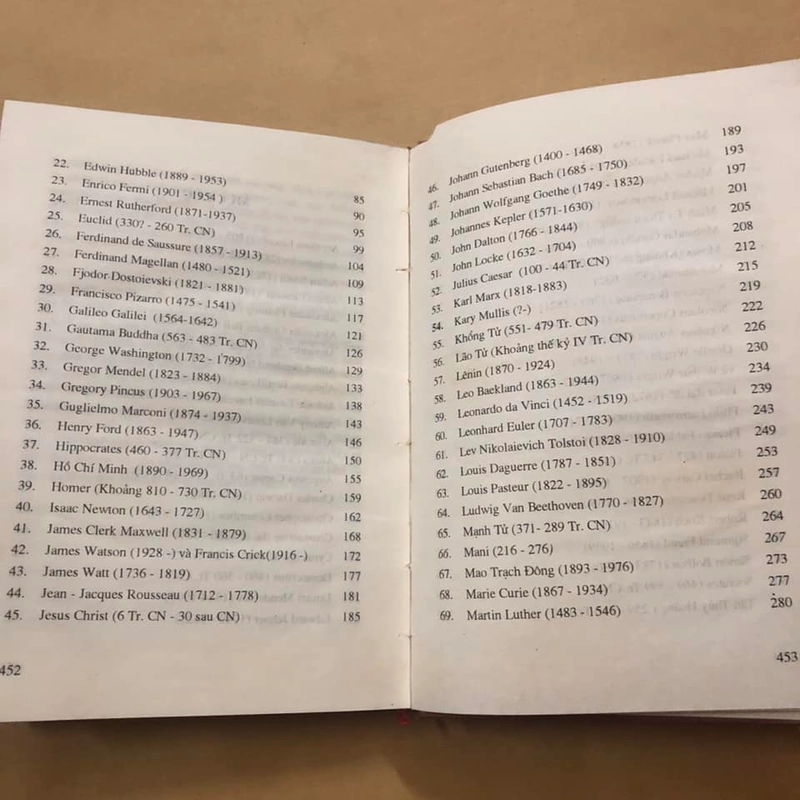 22. Edwin Hubble (1889 - 1953) 85
23. Enrico Fermi (1901 - 1954 ) 90
24. Ernest Rutherford (1871-1937) 95
25. Euclid (330? - 260 Tr. CN) 99
26. Ferdinand de Saussure (1857 - 1913) 104
27. Ferdinand Magellan (1480 - 1521) 109
28. Fjodor Dostoievski (1821 - 1881) 113
29. Francisco Pizarro (1475 - 1541) 117
30. Galileo Galilei (1564-1642) 121
31. Gautama Buddha (563 - 483 Tr. CN) 126
32. George Washington (1732 - 1799) 129
33. Gregor Mendel (1823 - 1884) 133
34. Gregory Pincus (1903 - 1967) 138
35. Guglielmo Marconi (1874 - 1937) 143
36. Henry Ford (1863 - 1947) 146
37. Hippocrates (460 - 377 Tr. CN) 150
38. Hồ Chí Minh (1890 - 1969) 155
39. Homer (Khoảng 810 - 730 Tr. CN) 159
40. Isaac Newton (1643 - 1727) 162
41. James Clerk Maxwell (1831 - 1879) 168
42. James Watson (1928 -) và Francis Crick(1916 -) 172
43. James Watt (1736 - 1819) 177
44. Jean - Jacques Rousseau (1712 - 1778) 181
45. Jesus Christ (6 Tr. CN - 30 sau CN) 185
452
46. Johann Gutenberg (1400 - 1468) 189
47. Johann Sebastian Bach (1685 - 1750) 193
48. Johann Wolfgang Goethe (1749 - 1832) 197
49. Johannes Kepler (1571-1630) 201
50. John Dalton (1766 - 1844) 205
51. John Locke (1632 - 1704) 208
52. Julius Caesar (100 - 44 Tr. CN) 212
53. Karl Marx (1818-1883) 215
54. Kary Mullis (?-) 219
55. Khổng Tử (551- 479 Tr. CN) 222
56. Lão Tử (Khoảng thế kỷ IV Tr. CN) 226
57. Lênin (1870 - 1924) 230
58. Leo Baekland (1863 - 1944) 234
59. Leonardo da Vinci (1452 - 1519) 239
60. Leonhard Euler (1707 - 1783) 243
61. Lev Nikolaievich Tolstoi (1828 - 1910) 249
62. Louis Daguerre (1787 - 1851) 253
63. Louis Pasteur (1822 - 1895) 257
64. Ludwig Van Beethoven (1770 - 1827) 260
65. Mạnh Tử (371- 289 Tr. CN) 264
66. Mani (216 - 276) 267
67. Mao Trạch Đông (1893 - 1976) 273
68. Marie Curie (1867 - 1934) 277
69. Martin Luther (1483 - 1546) 280
453